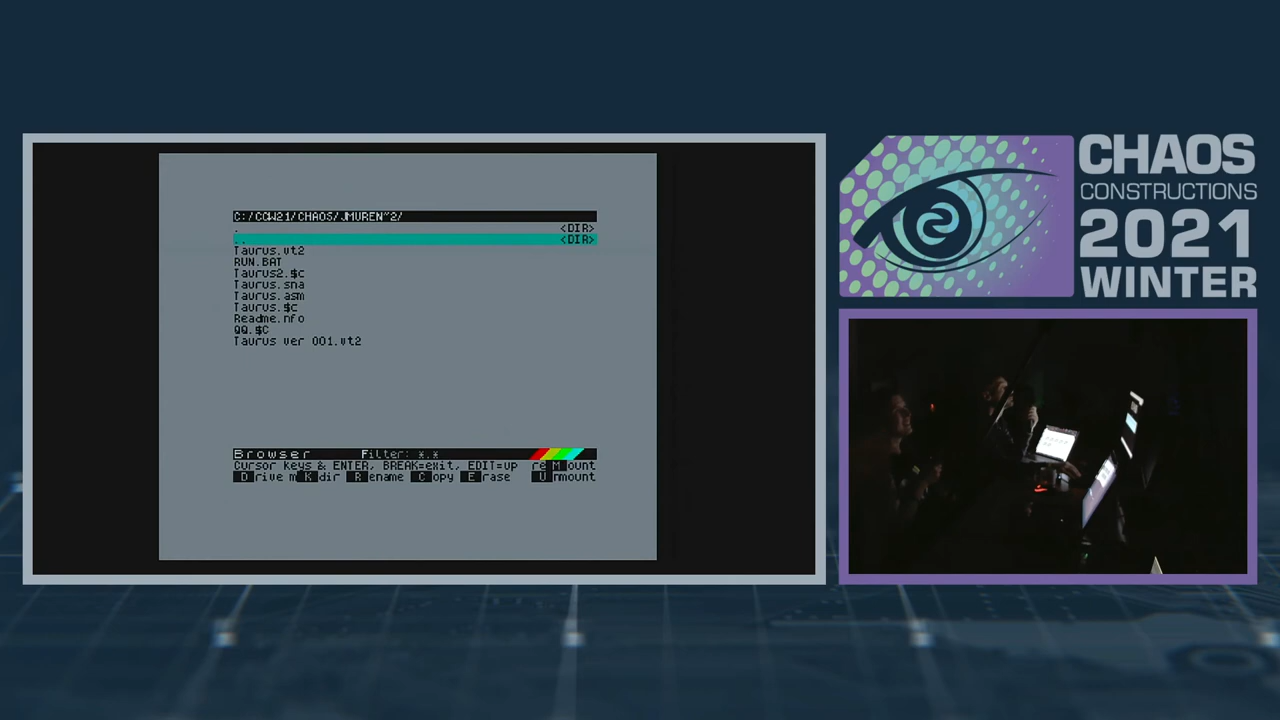 C:/CCW21/CHAOS/JMUREN~2/
. <DIR>
.. <DIR>
Taurus.vt2
RUN.BAT
Taurus2.$c
Taurus.sna
Taurus.asm
Taurus.$c
Readme.nfo
QQ.$C
Taurus ver 001.vt2
Browser Filter: *.*
Cursor keys & ENTER, BREAK=exit, EDIT=up reMount
Drive mKdir Rename Copy Erase Unmount
CHAOS
CONSTRUCTIONS
2021
WINTER